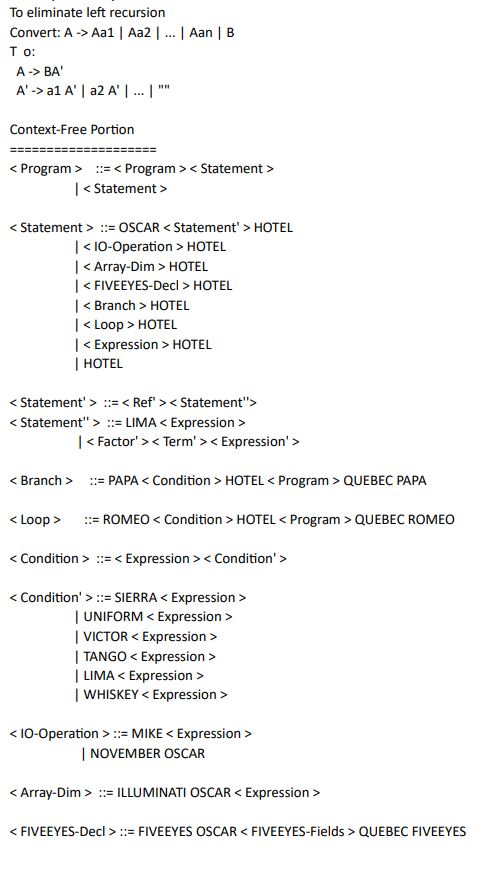 To eliminate left recursion
Convert: A -> Aa1 | Aa2 | ... | Aan | B
T o:
A -> BA'
A' -> a1 A' | a2 A' | ... | ""
Context-Free Portion
====================
< Program > ::= < Program > < Statement >
| < Statement >
< Statement > ::= OSCAR < Statement' > HOTEL
| < IO-Operation > HOTEL
| < Array-Dim > HOTEL
| < FIVEEYES-Decl > HOTEL
| < Branch > HOTEL
| < Loop > HOTEL
| < Expression > HOTEL
| HOTEL
< Statement' > ::= < Ref' > < Statement''>
< Statement'' > ::= LIMA < Expression >
| < Factor' > < Term' > < Expression' >
< Branch > ::= PAPA < Condition > HOTEL < Program > QUEBEC PAPA
< Loop > ::= ROMEO < Condition > HOTEL < Program > QUEBEC ROMEO
< Condition > ::= < Expression > < Condition' >
< Condition' > ::= SIERRA < Expression >
| UNIFORM < Expression >
| VICTOR < Expression >
| TANGO < Expression >
| LIMA < Expression >
| WHISKEY < Expression >
< IO-Operation > ::= MIKE < Expression >
| NOVEMBER OSCAR
< Array-Dim > ::= ILLUMINATI OSCAR < Expression >
< FIVEEYES-Decl > ::= FIVEEYES OSCAR < FIVEEYES-Fields > QUEBEC FIVEEYES